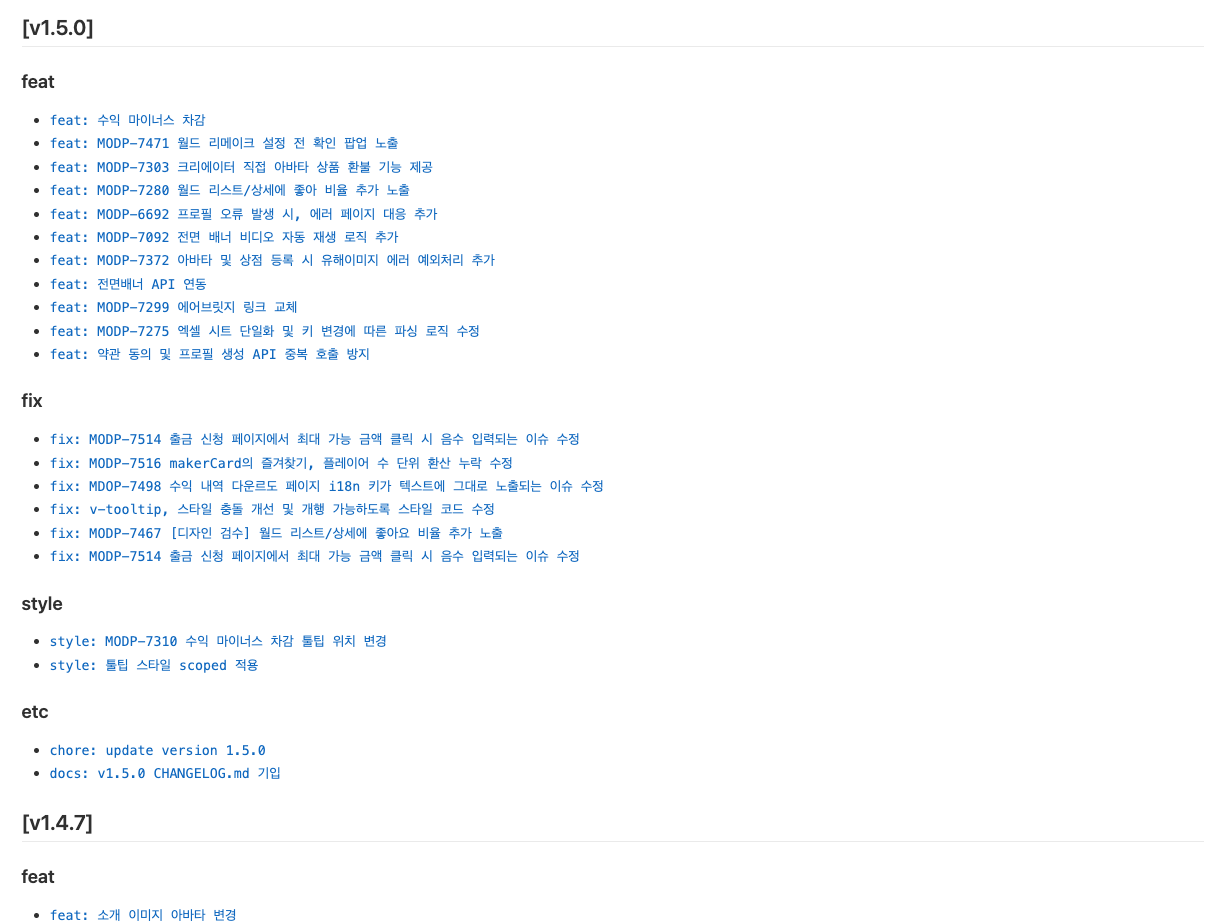 [v1.5.0]
feat
feat: 수익 마이너스 차감
feat: MODP-7471 월드 리메이크 설정 전 확인 팝업 노출
feat: MODP-7303 크리에이터 직접 아바타 상품 환불 기능 제공
feat: MODP-7280 월드 리스트/상세에 좋아 비율 추가 노출
feat: MODP-6692 프로필 오류 발생 시, 에러 페이지 대응 추가
feat: MODP-7092 전면 배너 비디오 자동 재생 로직 추가
feat: MODP-7372 아바타 및 상점 등록 시 유해이미지 에러 예외처리 추가
feat: 전면배너 API 연동
feat: MODP-7299 에어브릿지 링크 교체
feat: MODP-7275 엑셀 시트 단일화 및 키 변경에 따른 파싱 로직 수정
feat: 약관 동의 및 프로필 생성 API 중복 호출 방지
fix
fix: MODP-7514 출금 신청 페이지에서 최대 가능 금액 클릭 시 음수 입력되는 이슈 수정
fix: MODP-7516 makerCard의 즐겨찾기, 플레이어 수 단위 환산 누락 수정
fix: MDOP-7498 수익 내역 다운르도 페이지 i18n 키가 텍스트에 그대로 노출되는 이슈 수정
fix: v-tooltip, 스타일 충돌 개선 및 개행 가능하도록 스타일 코드 수정
fix: MODP-7467 [디자인 검수] 월드 리스트/상세에 좋아요 비율 추가 노출
fix: MODP-7514 출금 신청 페이지에서 최대 가능 금액 클릭 시 음수 입력되는 이슈 수정
style
style: MODP-7310 수익 마이너스 차감 툴팁 위치 변경
style: 툴팁 스타일 scoped 적용
etc
chore: update version 1.5.0
docs: v1.5.0 CHANGELOG.md 기입
[v1.4.7]
feat
feat: 소개 이미지 아바타 변경